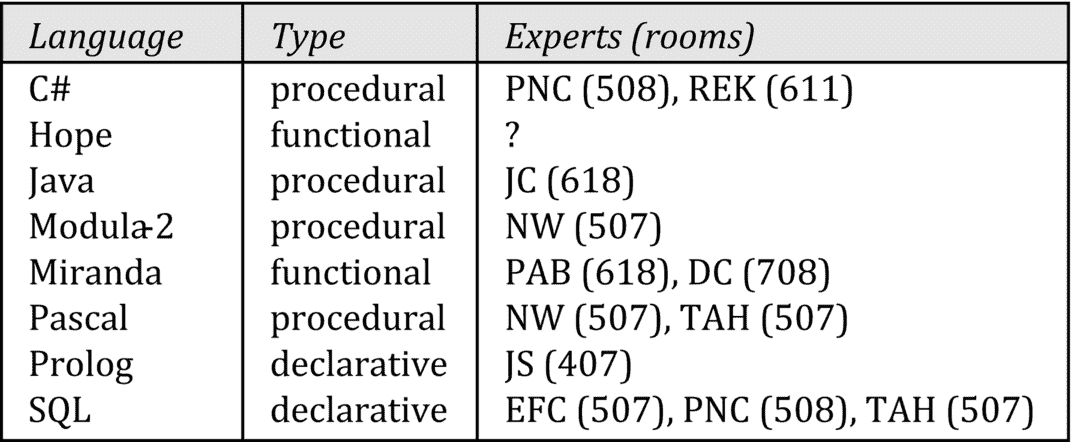 Language Type Experts (rooms)
C# procedural PNC (508), REK (611)
Hope functional ?
Java procedural JC (618)
Modula-2 procedural NW (507)
Miranda functional PAB (618), DC (708)
Pascal procedural NW (507), TAH (507)
Prolog declarative JS (407)
SQL declarative EFC (507), PNC (508), TAH (507)